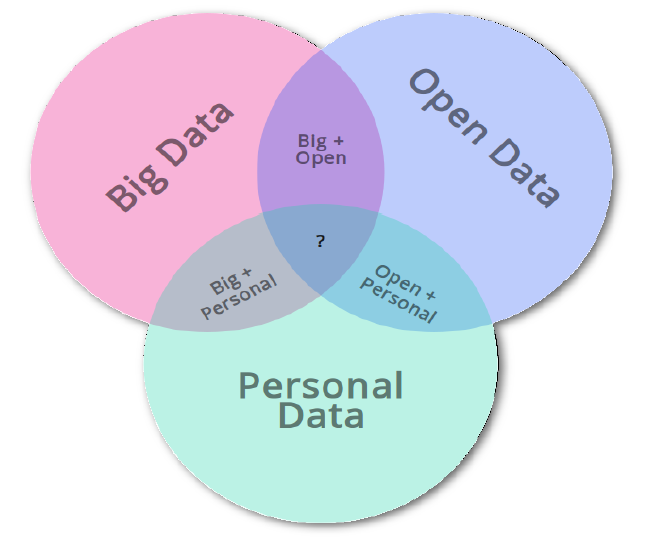 Big Data
Open Data
BIg +
Open
?
Big +
Personal
Open +
Personal
Personal
Data